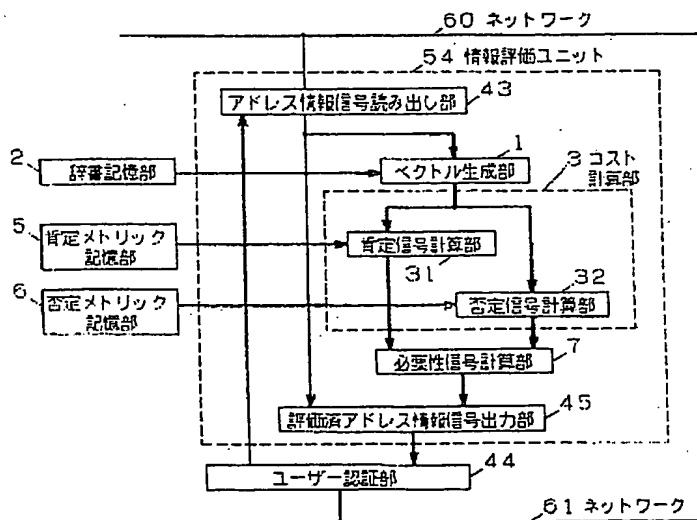 60 ネットワーク
54 情報評価ユニット
アドレス情報信号読み出し部 43
2 辞書記憶部
1 ベクトル生成部
3 コスト計算部
5 肯定メトリック記憶部
肯定信号計算部 31
6 否定メトリック記憶部
否定信号計算部 32
必要性信号計算部 7
評価済アドレス情報信号出力部 45
ユーザー認証部 44
61 ネットワーク